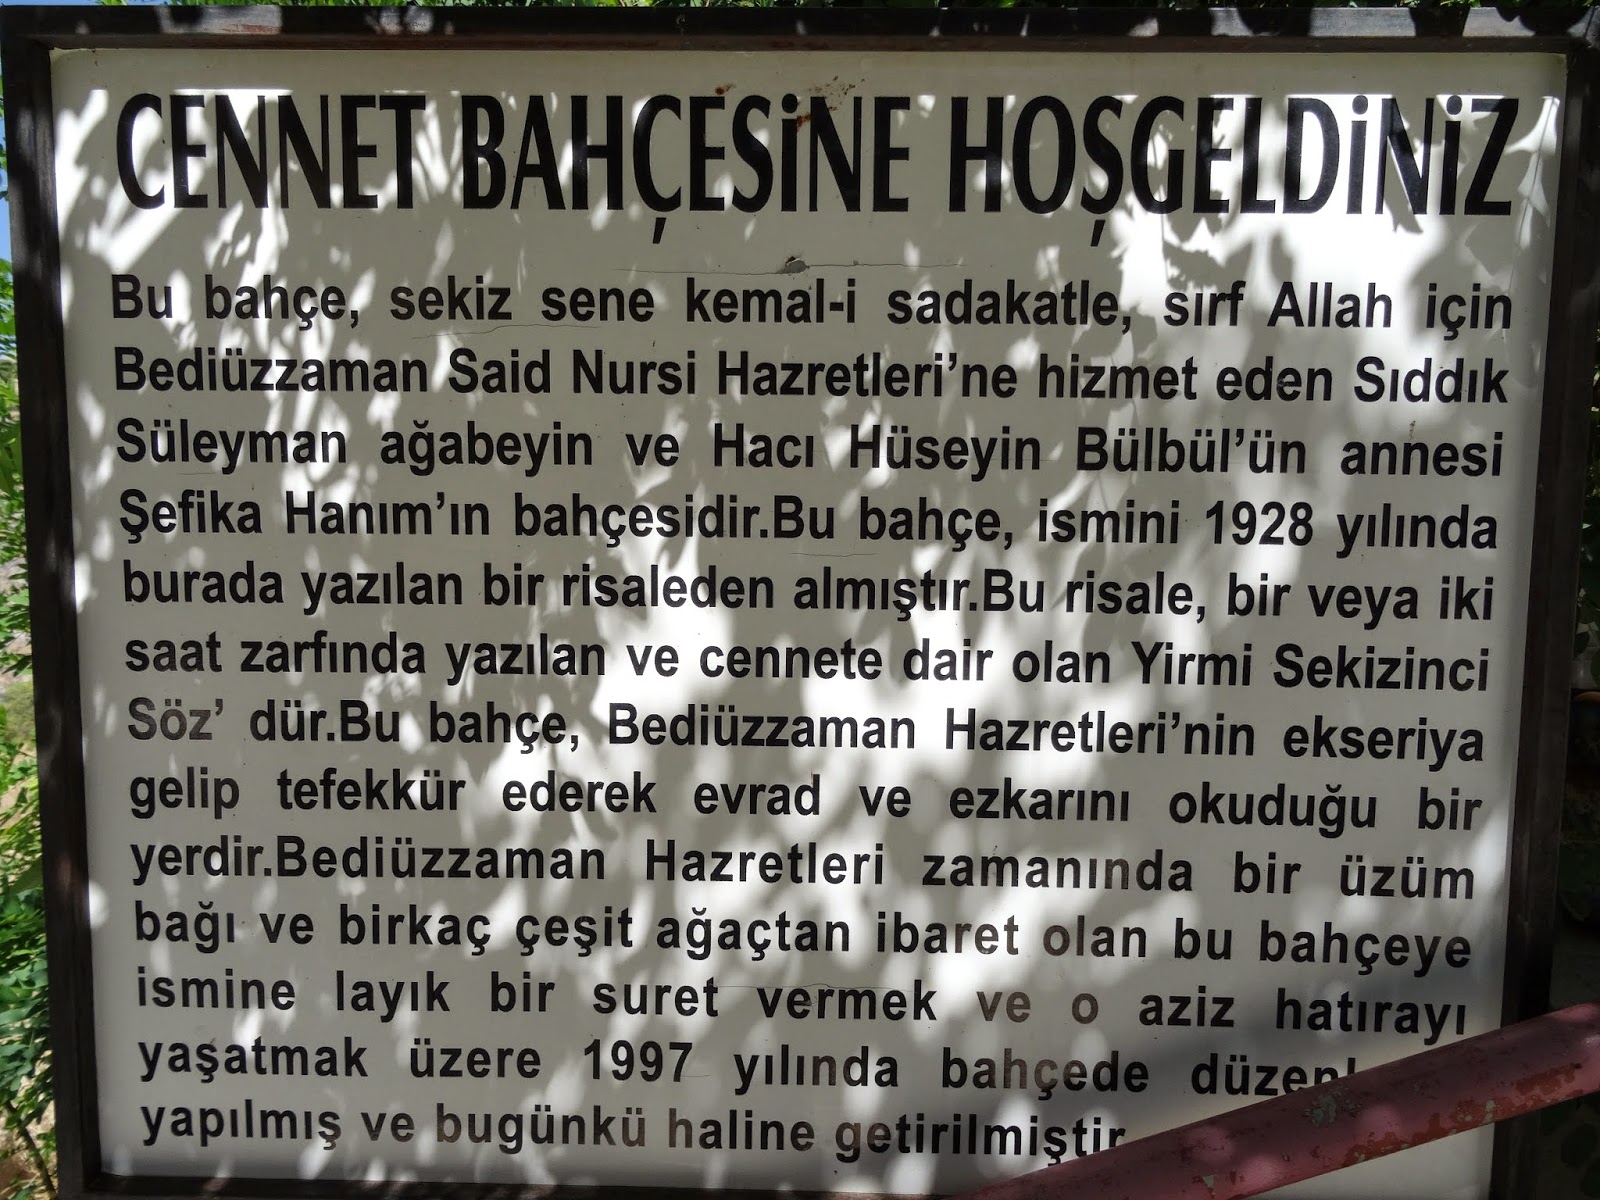 CENNET BAHÇESİNE HOŞGELDİNİZ
Bu bahçe, sekiz sene kemal-i sadakatle, sırf Allah için
Bediüzzaman Said Nursi Hazretleri'ne hizmet eden Sıddık
Süleyman ağabeyin ve Hacı Hüseyin Bülbül'ün annesi
Şefika Hanım'ın bahçesidir.Bu bahçe, ismini 1928 yılında
burada yazılan bir risaleden almıştır.Bu risale, bir veya iki
saat zarfında yazılan ve cennete dair olan Yirmi Sekizinci
Söz' dür.Bu bahçe, Bediüzzaman Hazretleri'nin ekseriya
gelip tefekkür ederek evrad ve ezkarını okuduğu bir
yerdir.Bediüzzaman Hazretleri zamanında bir üzüm
bağı ve birkaç çeşit ağaçtan ibaret olan bu bahçeye
ismine layık bir suret vermek ve o aziz hatırayı
yaşatmak üzere 1997 yılında bahçede
yapılmış ve bugünkü haline getirilmiştir